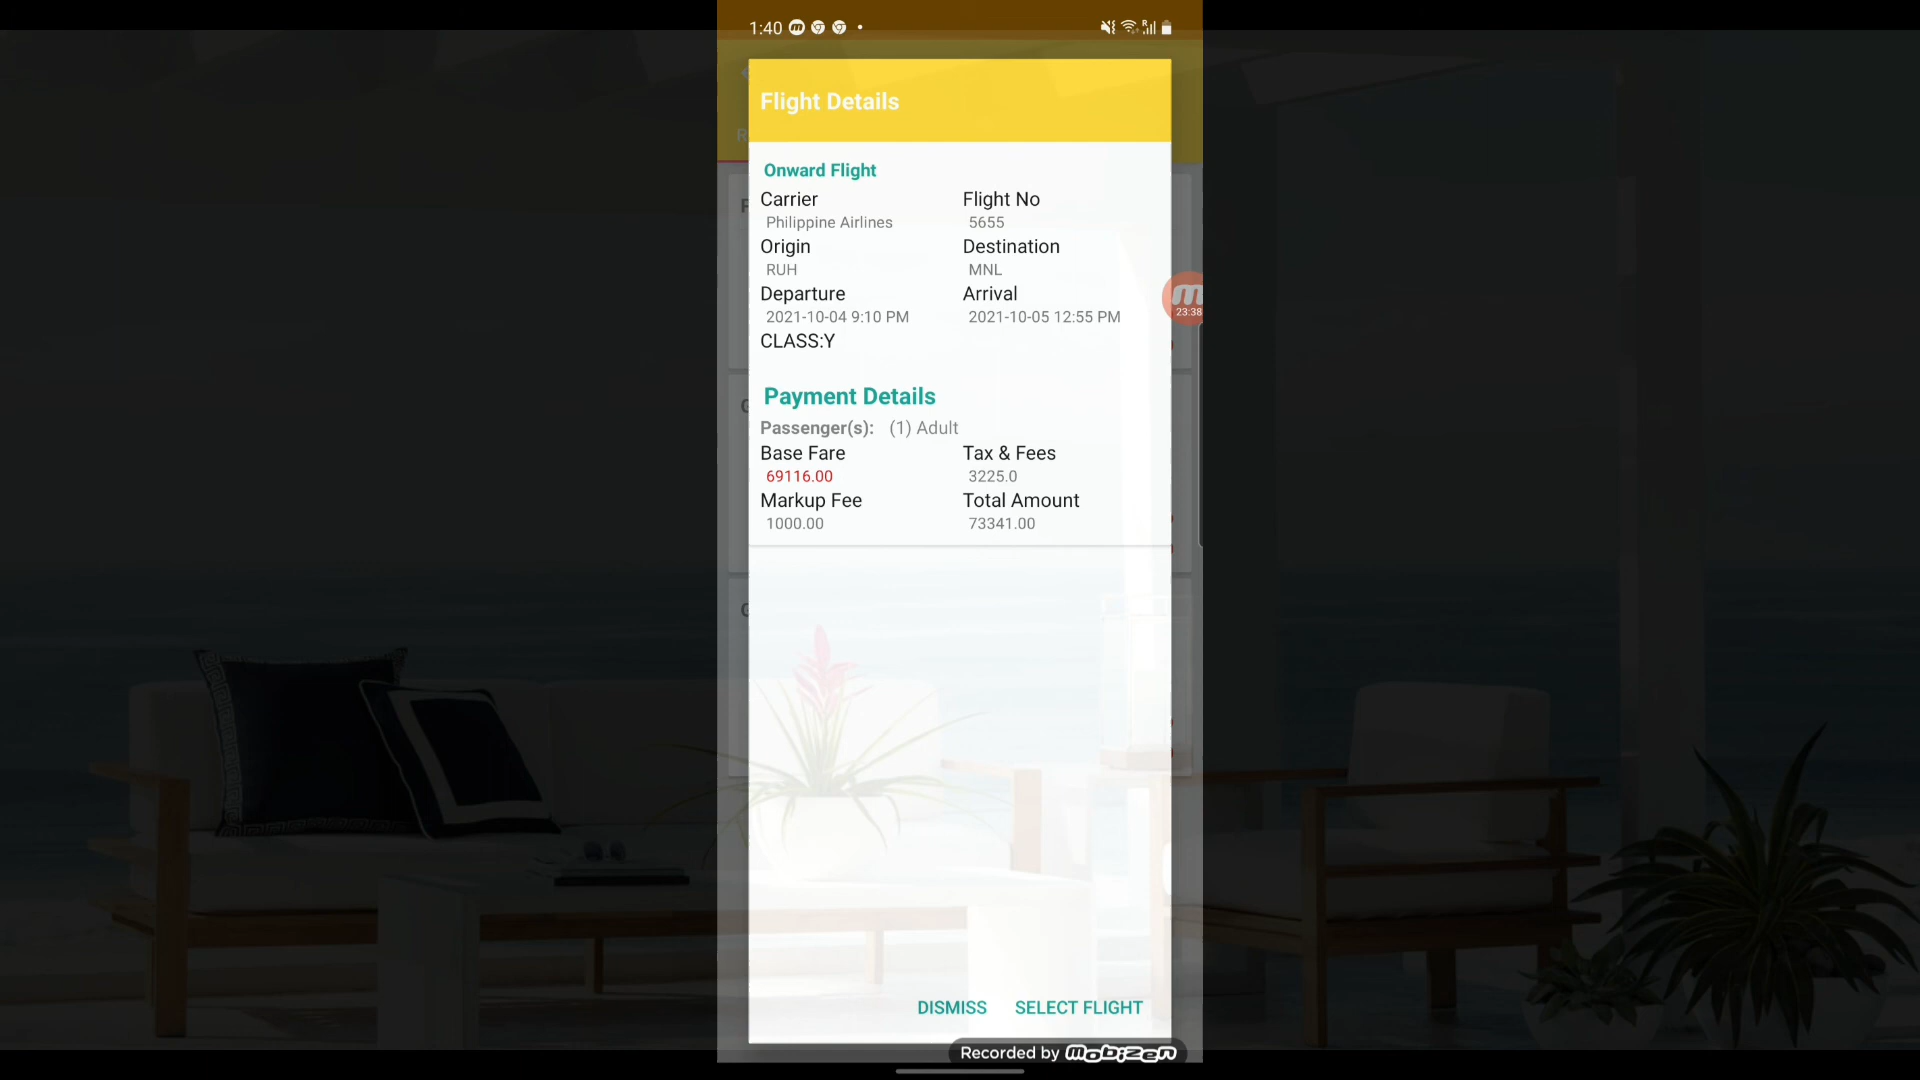 1:40
Flight Details
Onward Flight
Carrier Flight No
Philippine Airlines 5655
Origin Destination
RUH MNL
Departure Arrival
2021-10-04 9:10 PM 2021-10-05 12:55 PM
CLASS:Y
Payment Details
Passenger(s): (1) Adult
Base Fare Tax & Fees
69116.00 3225.0
Markup Fee Total Amount
1000.00 73341.00
23:38
DISMISS SELECT FLIGHT
Recorded by mobizen